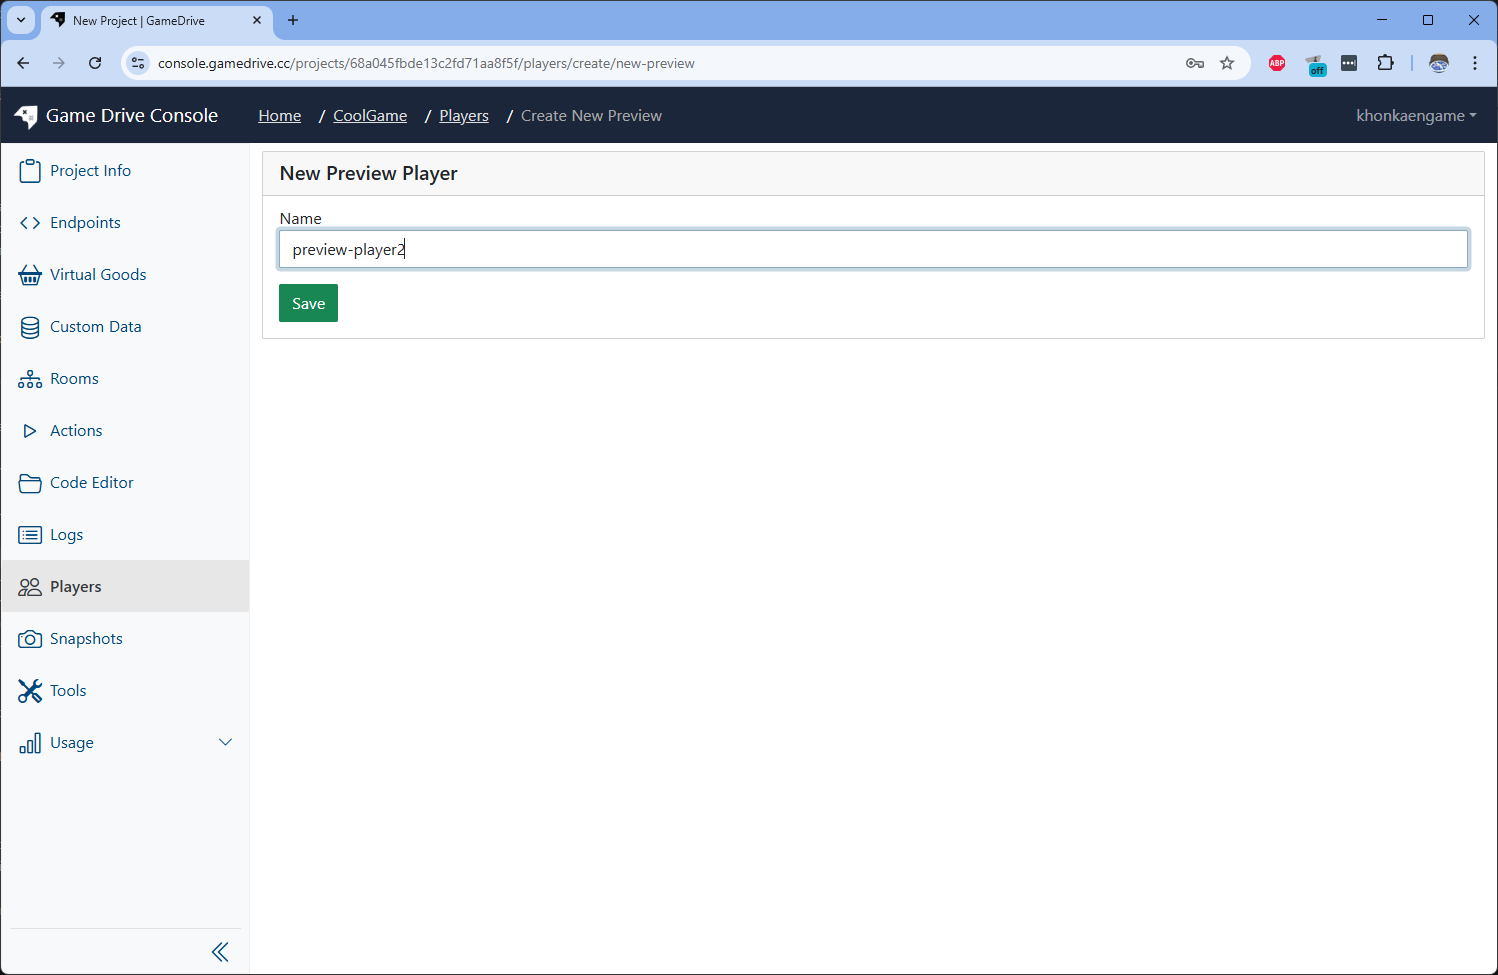 New Project | GameDrive
console.gamedrive.cc/projects/68a045fbde13c2fd71aa8f5f/players/create/new-preview
ABP
off
Game Drive Console
Home / CoolGame / Players / Create New Preview
khonkaengame
Project Info
Endpoints
Virtual Goods
Custom Data
Rooms
Actions
Code Editor
Logs
Players
Snapshots
Tools
Usage
New Preview Player
Name
preview-player2
Save